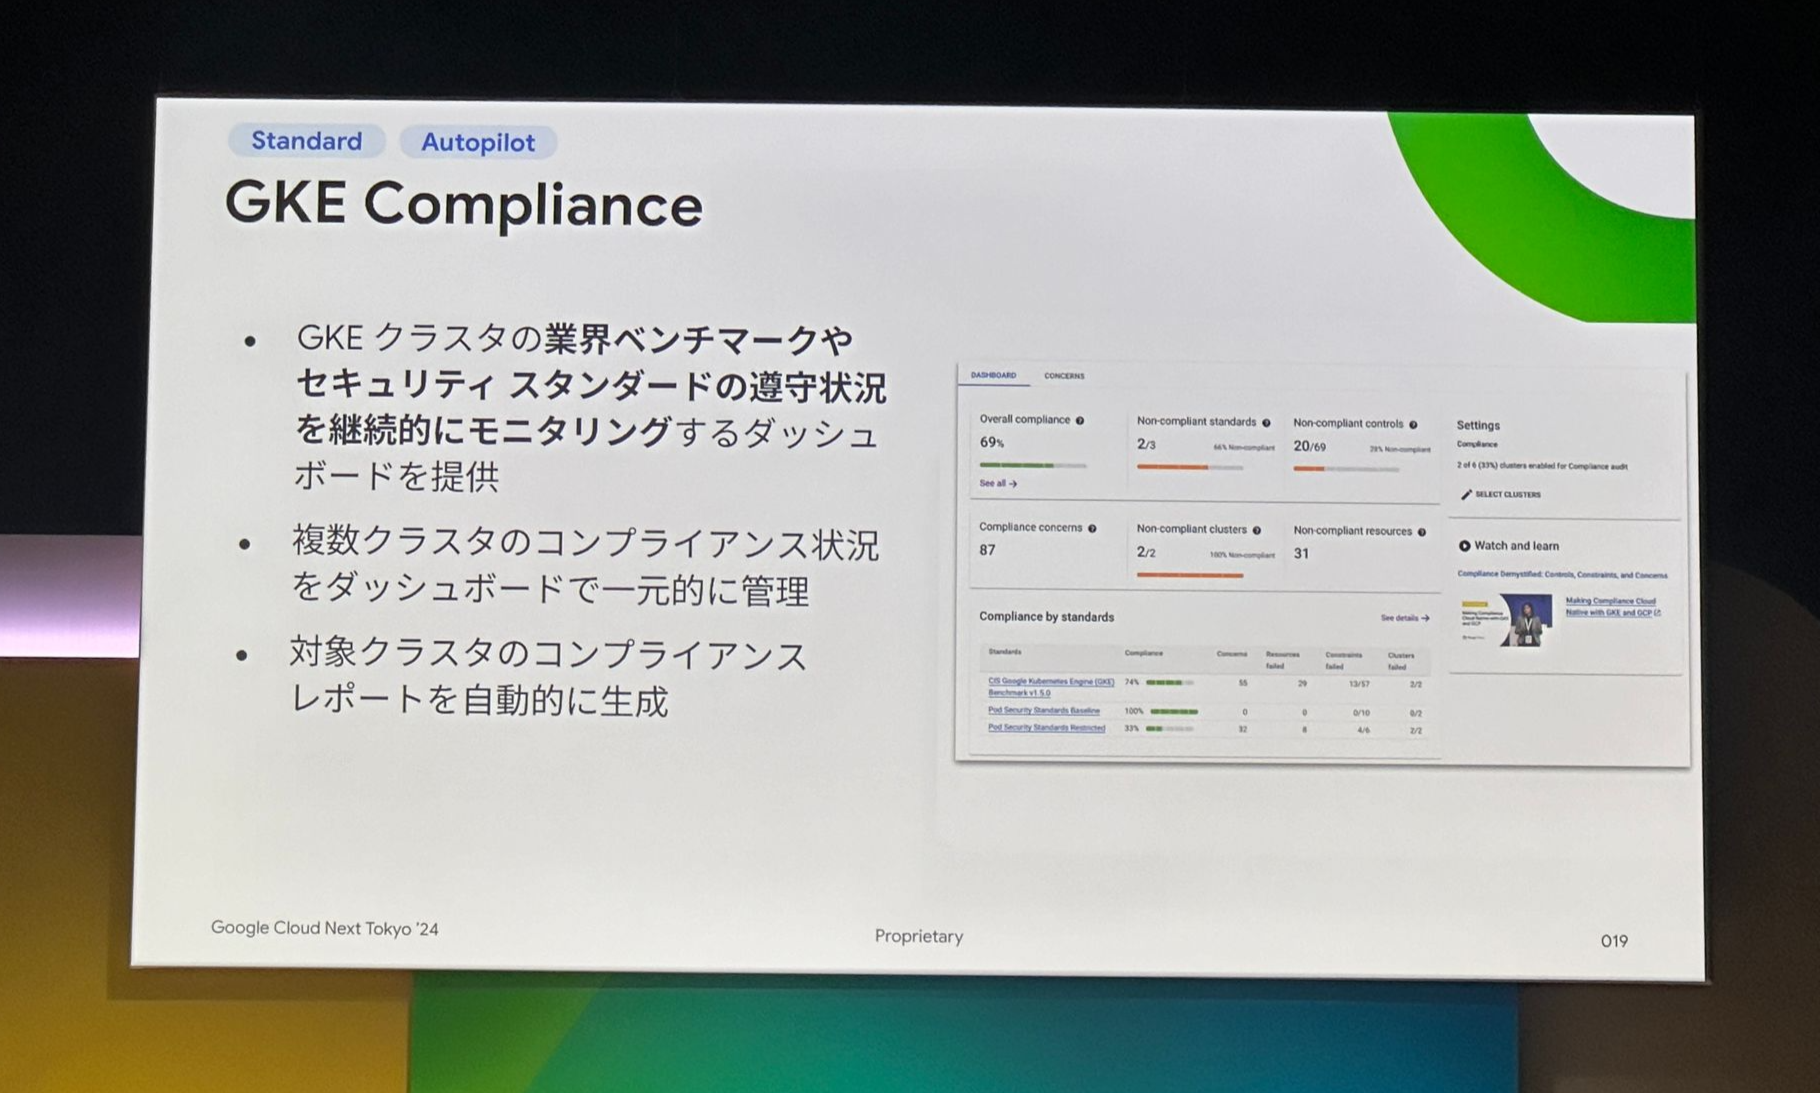 Standard Autopilot
GKE Compliance
• GKE クラスタの業界ベンチマークや
セキュリティ スタンダードの遵守状況
を継続的にモニタリングするダッシュ
ボードを提供
• 複数クラスタのコンプライアンス状況
をダッシュボードで一元的に管理
• 対象クラスタのコンプライアンス
レポートを自動的に生成
DASHBOARD CONCERNS
Overall compliance
69%
See all →
Non-compliant standards
2/3 66% Non-compliant
Non-compliant controls
20/69 28% Non-compliant
Compliance concerns
87
Non-compliant clusters
2/2 100% Non-compliant
Non-compliant resources
31
Compliance by standards See details →
Standards Compliance Concerns Resources failed Constraints failed Clusters failed
CIS Google Kubernetes Engine (GKE) Benchmark v1.5.0 74% 55 29 13/57 2/2
Pod Security Standards Baseline 100% 0 0 0/10 0/2
Pod Security Standards Restricted 33% 32 8 4/6 2/2
Settings
Compliance
2 of 6 (33%) clusters enabled for Compliance audit
SELECT CLUSTERS
Watch and learn
Compliance Demystified: Controls, Constraints, and Concerns
Making Compliance Cloud
Native with GKE and GCP
Google Cloud Next Tokyo '24
Proprietary
019